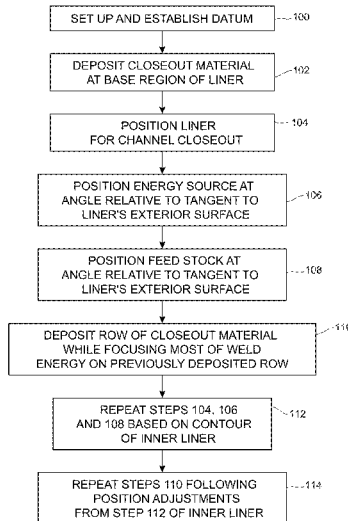 SET UP AND ESTABLISH DATUM
100
DEPOSIT CLOSEOUT MATERIAL
AT BASE REGION OF LINER
102
POSITION LINER
FOR CHANNEL CLOSEOUT
104
POSITION ENERGY SOURCE AT
ANGLE RELATIVE TO TANGENT TO
LINER'S EXTERIOR SURFACE
106
POSITION FEED STOCK AT
ANGLE RELATIVE TO TANGENT TO
LINER'S EXTERIOR SURFACE
108
DEPOSIT ROW OF CLOSEOUT MATERIAL
WHILE FOCUSING MOST OF WELD
ENERGY ON PREVIOUSLY DEPOSITED ROW
110
REPEAT STEPS 104, 106
AND 108 BASED ON CONTOUR
OF INNER LINER
112
REPEAT STEPS 110 FOLLOWING
POSITION ADJUSTMENTS
FROM STEP 112 OF INNER LINER
114